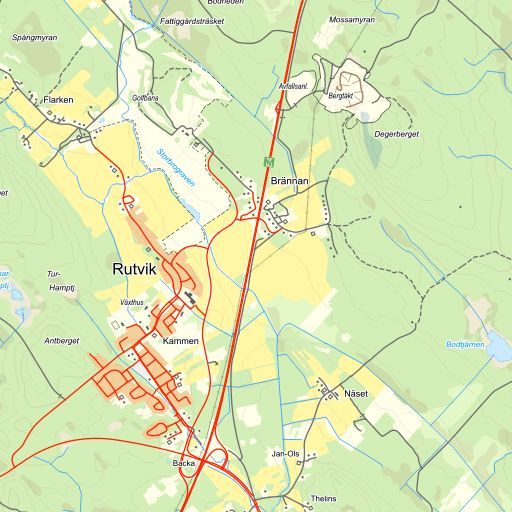 Bodheden
Fattiggårdsträsket
Mossamyran
Spångmyran
Avfallsanl.
Bergtäkt
Golfbana
Flarken
Degerberget
Storbrograven
Brännan
Rutvik
Tur-
Hamptj.
Växthus
Kammen
Antberget
Bodtjärnen
Näset
Jan-Ols
Backa
Thelins